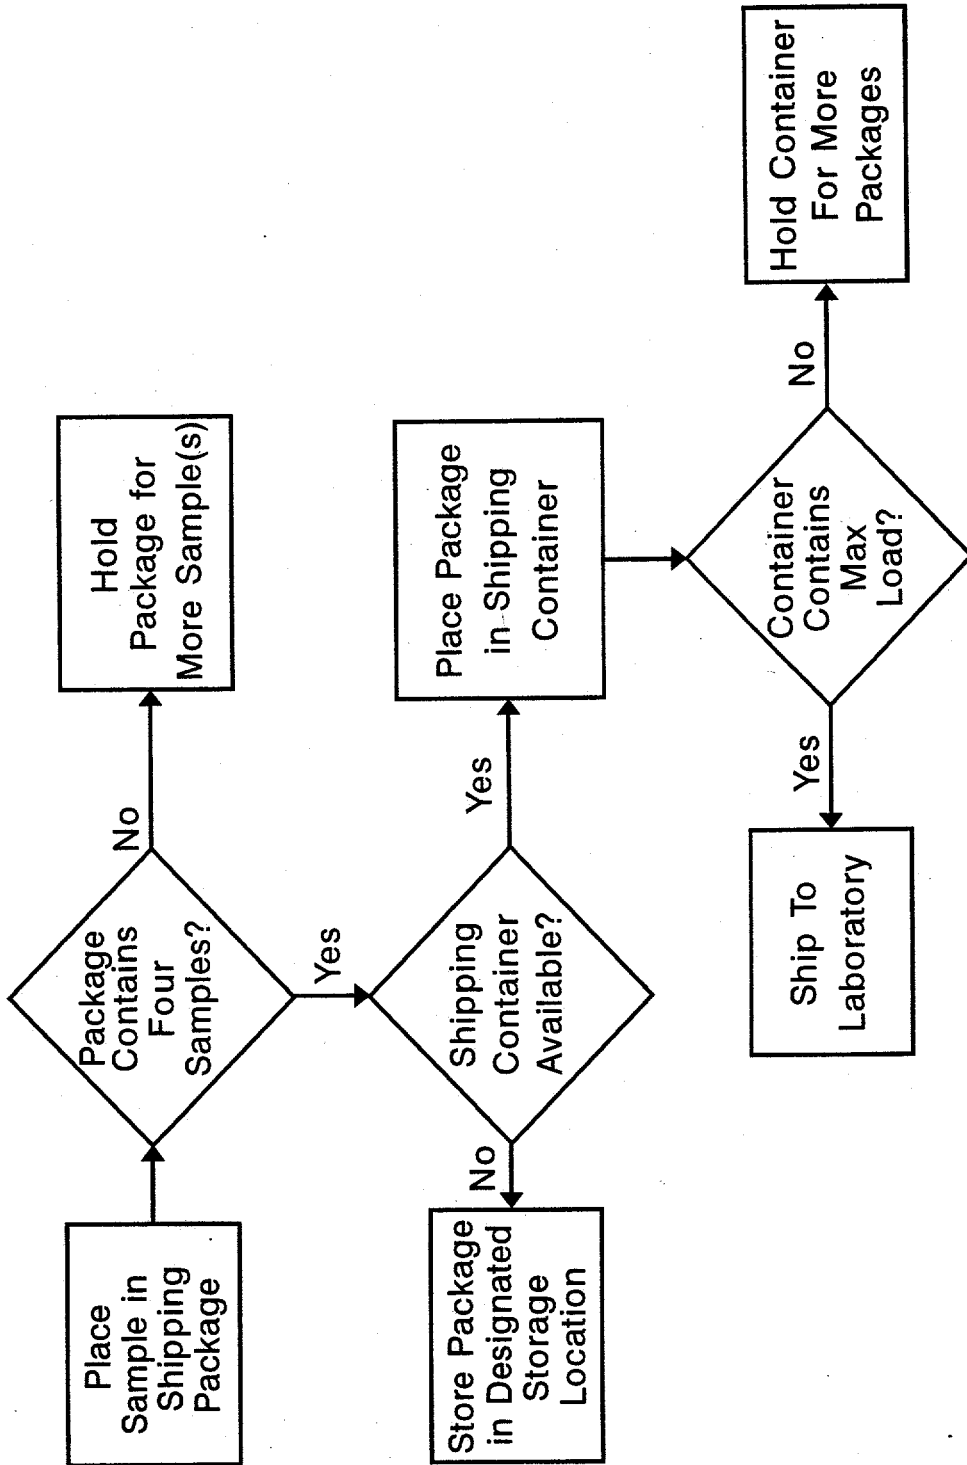 Place
Sample in
Shipping
Package
Package
Contains
Four
Samples?
No
Hold
Package for
More Sample(s)
Yes
Store Package
in Designated
Storage
Location
No
Shipping
Container
Available?
Yes
Place Package
in Shipping
Container
Ship To
Laboratory
Yes
Container
Contains
Max
Load?
No
Hold Container
For More
Packages